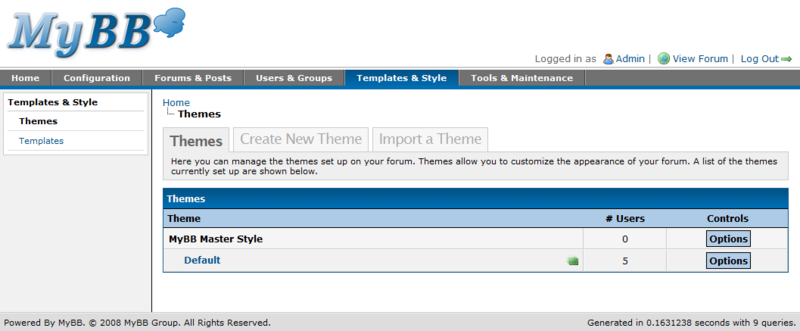 MyBB
Logged in as Admin | View Forum | Log Out
Home Configuration Forums & Posts Users & Groups Templates & Style Tools & Maintenance
Templates & Style
Themes
Templates
Home
Themes
Themes Create New Theme Import a Theme
Here you can manage the themes set up on your forum. Themes allow you to customize the appearance of your forum. A list of the themes
currently set up are shown below.
Themes
Theme # Users Controls
MyBB Master Style 0 Options
Default 5 Options
Powered By MyBB. © 2008 MyBB Group. All Rights Reserved. Generated in 0.1631238 seconds with 9 queries.